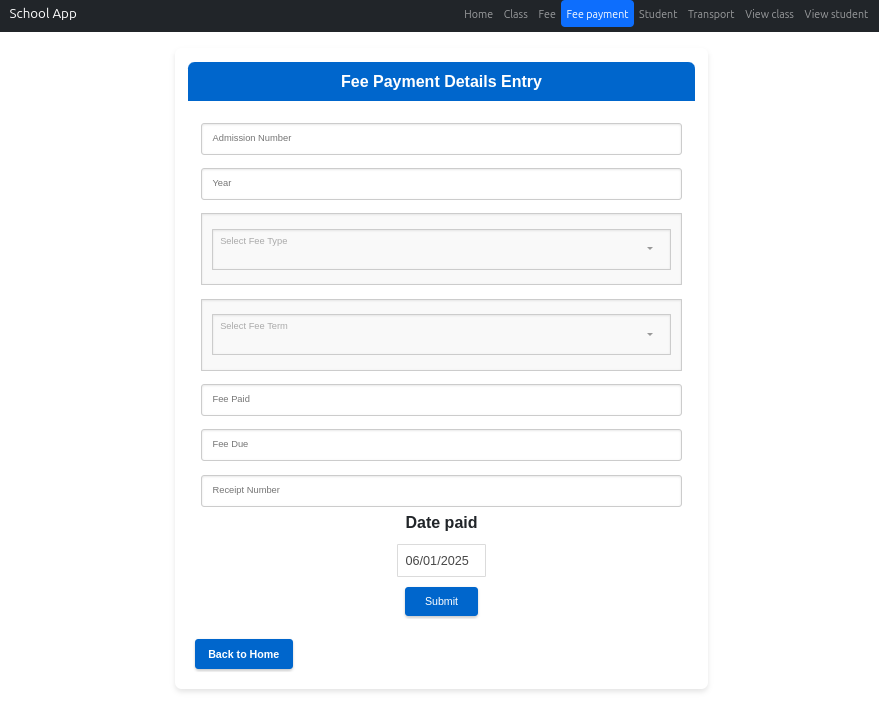 School App
Home Class Fee Fee payment Student Transport View class View student
Fee Payment Details Entry
Admission Number
Year
Select Fee Type
Select Fee Term
Fee Paid
Fee Due
Receipt Number
Date paid
06/01/2025
Submit
Back to Home